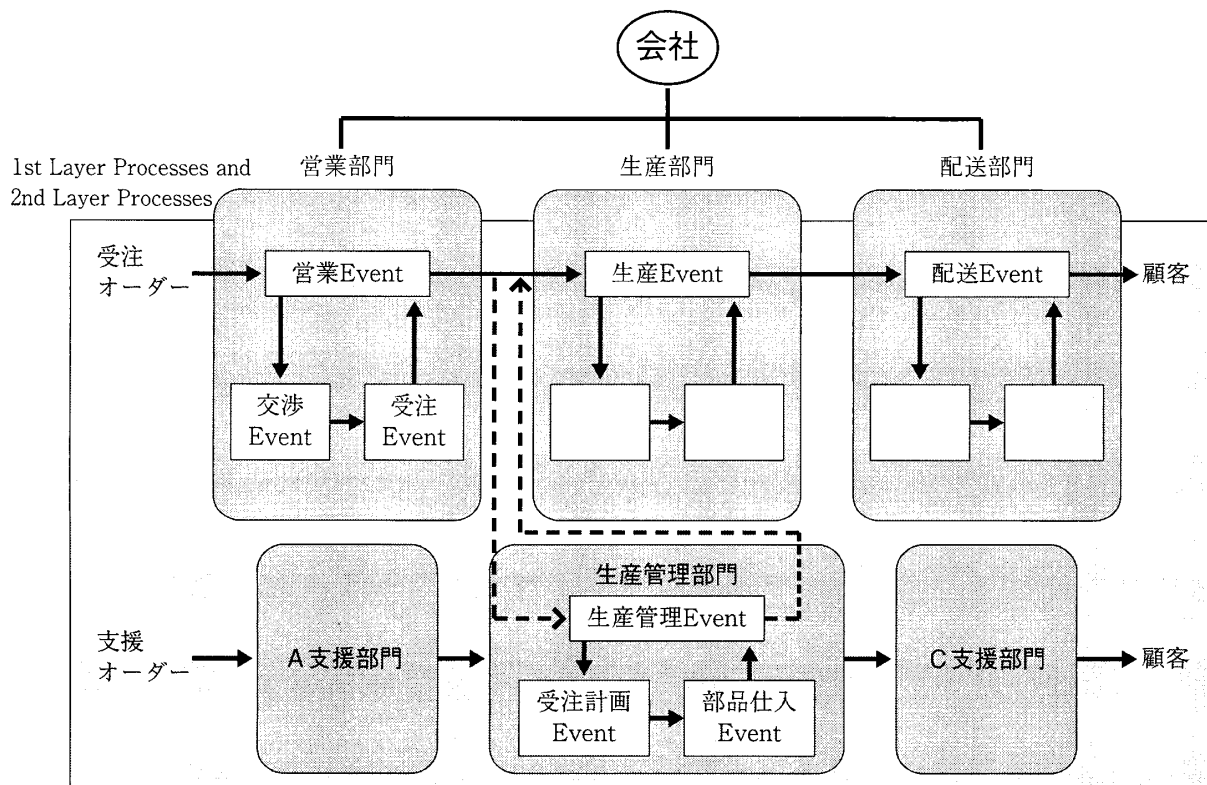 会社
1st Layer Processes and
2nd Layer Processes
営業部門
生産部門
配送部門
受注
オーダー
営業Event
生産Event
配送Event
顧客
交渉
Event
受注
Event
支援
オーダー
A支援部門
生産管理部門
生産管理Event
受注計画
Event
部品仕入
Event
C支援部門
顧客